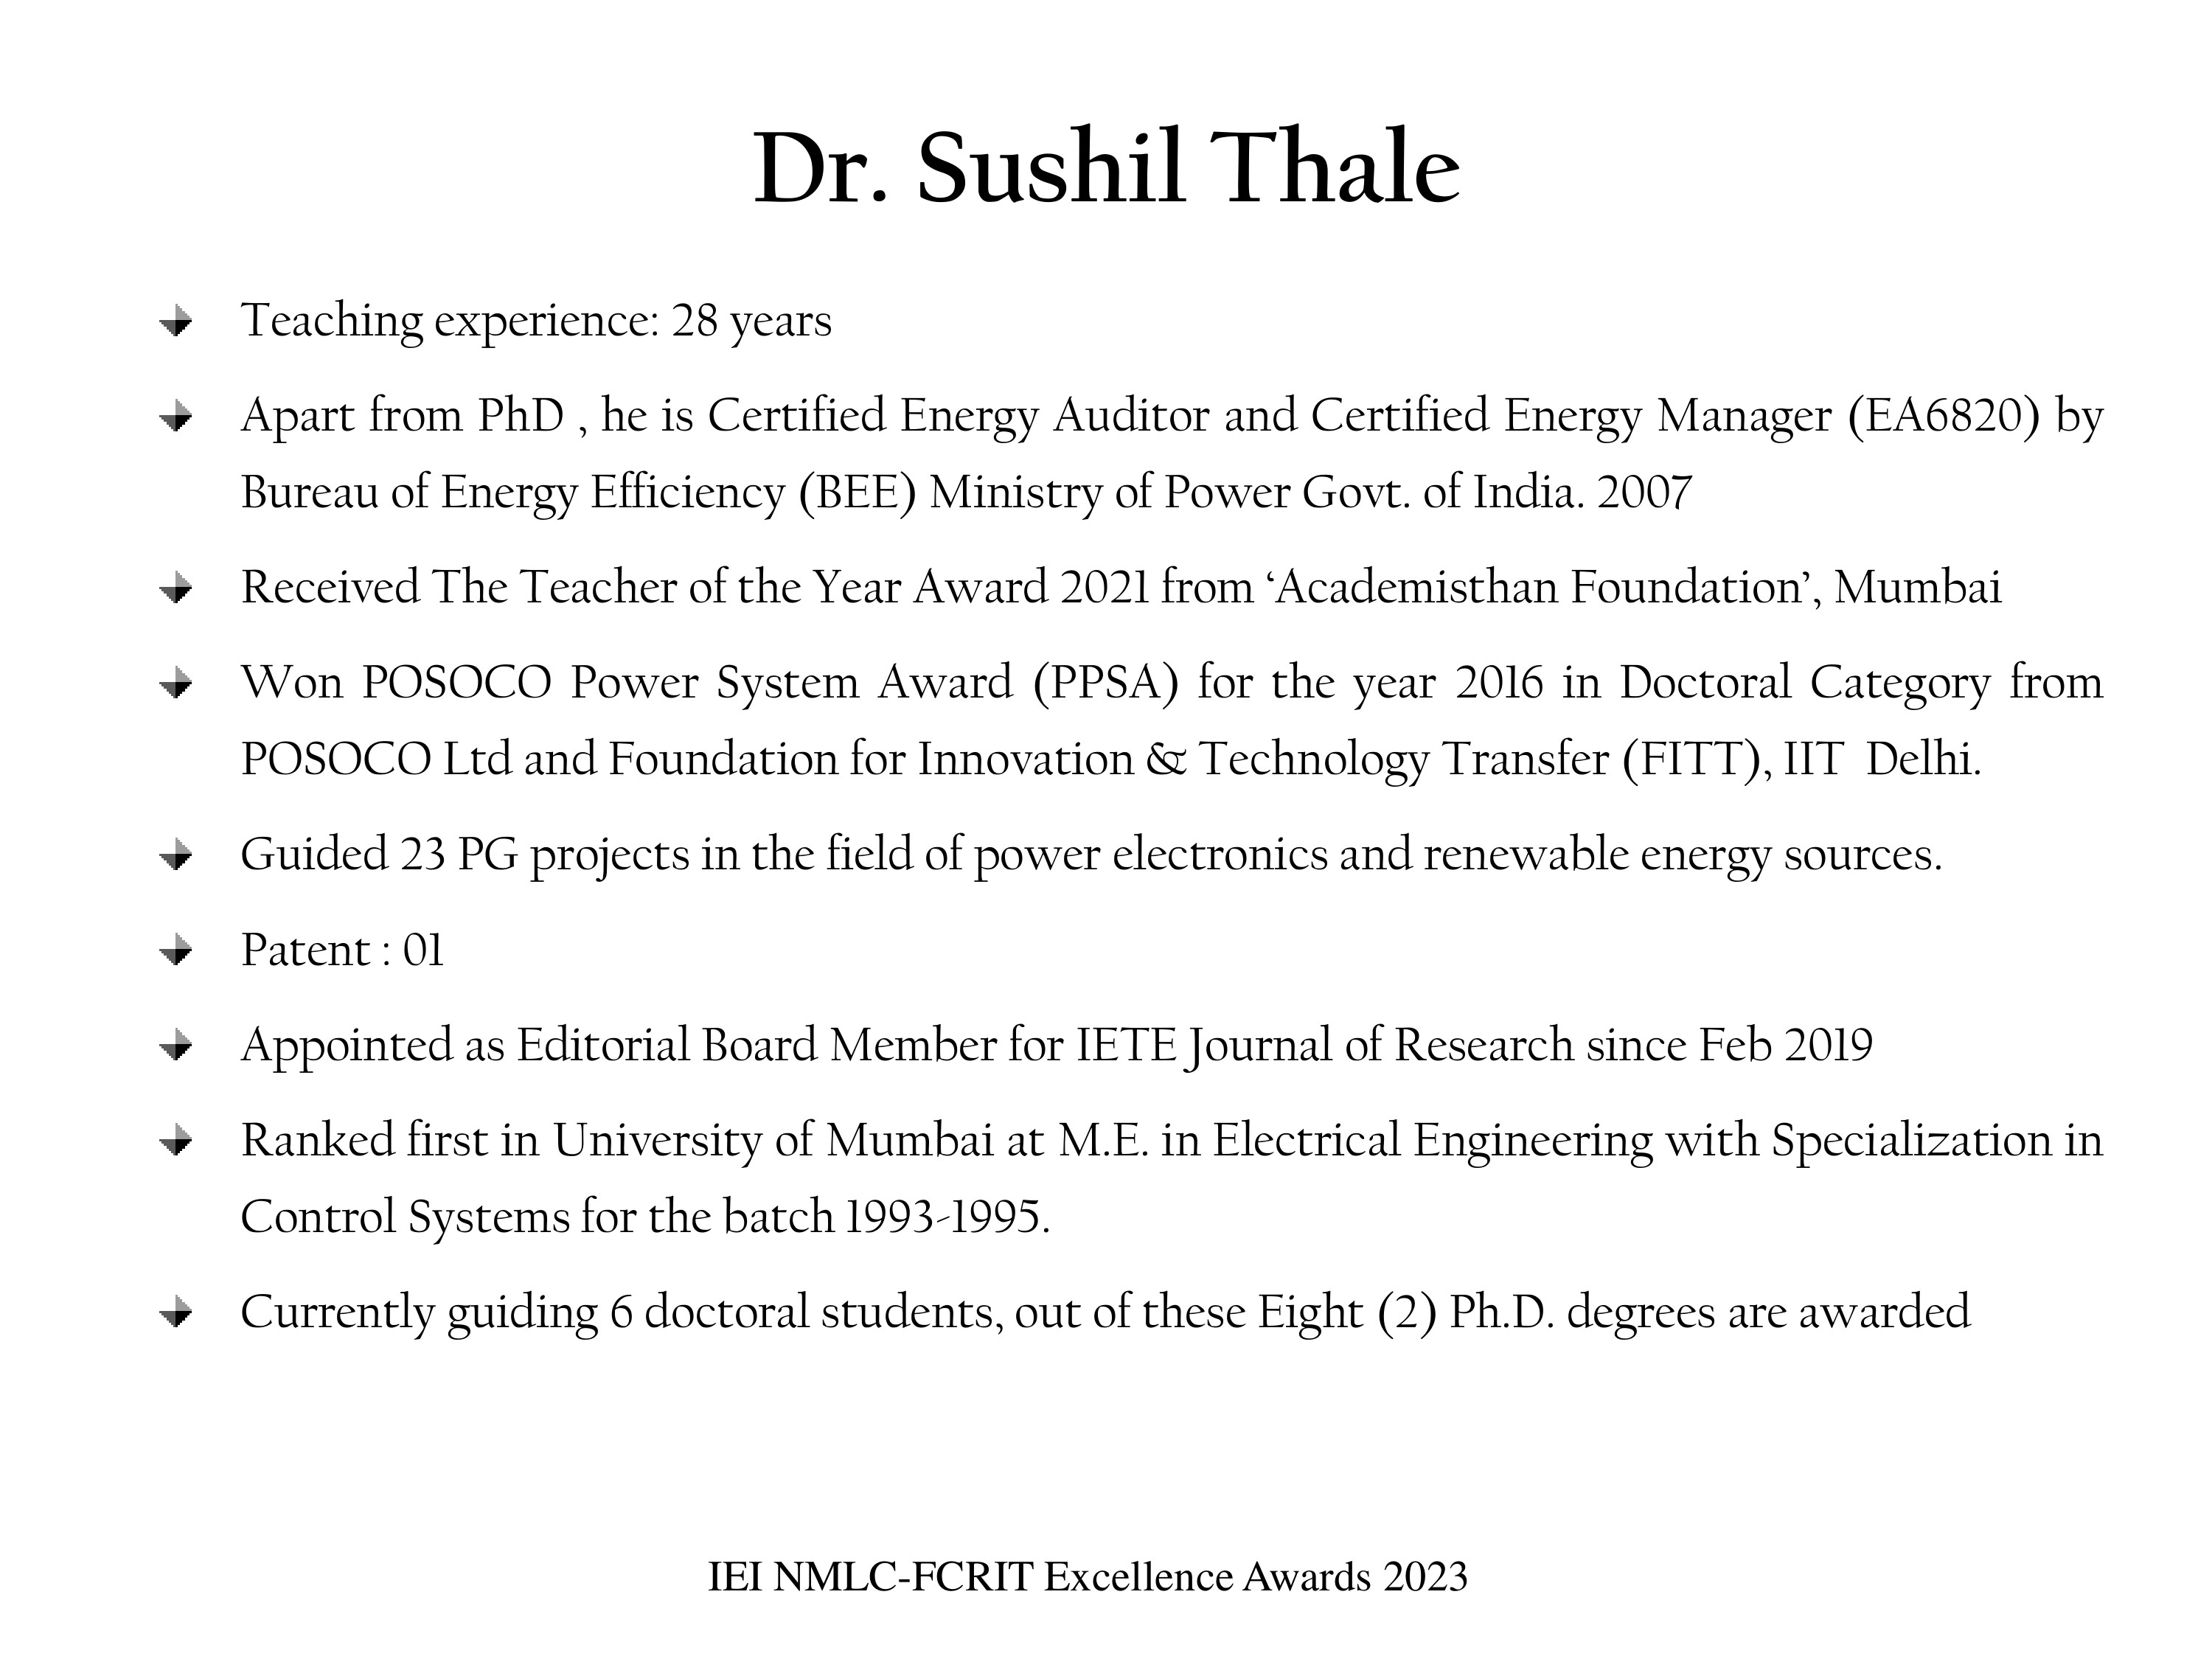 Dr. Sushil Thale
Teaching experience: 28 years
Apart from PhD , he is Certified Energy Auditor and Certified Energy Manager (EA6820) by
Bureau of Energy Efficiency (BEE) Ministry of Power Govt. of India. 2007
Received The Teacher of the Year Award 2021 from ‘Academisthan Foundation’, Mumbai
Won POSOCO Power System Award (PPSA) for the year 2016 in Doctoral Category from
POSOCO Ltd and Foundation for Innovation & Technology Transfer (FITT), IIT  Delhi.
Guided 23 PG projects in the field of power electronics and renewable energy sources.
Patent : 01
Appointed as Editorial Board Member for IETE Journal of Research since Feb 2019
Ranked first in University of Mumbai at M.E. in Electrical Engineering with Specialization in
Control Systems for the batch 1993-1995.
Currently guiding 6 doctoral students, out of these Eight (2) Ph.D. degrees are awarded
IEI NMLC-FCRIT Excellence Awards 2023